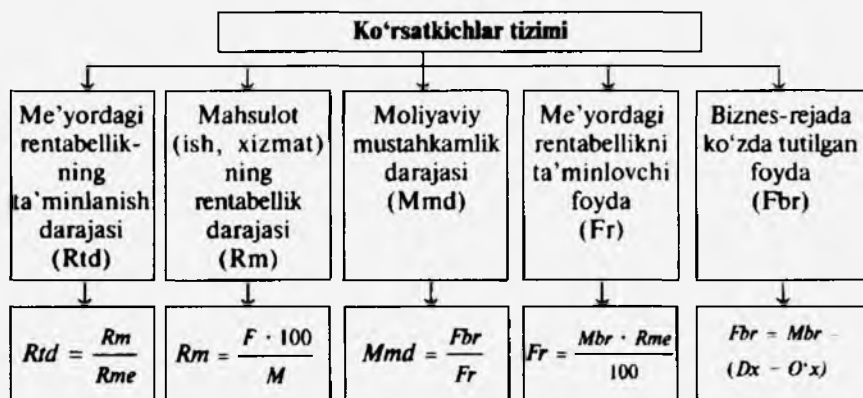 Ko‘rsatkichlar tizimi
Me’yordagi
rentabellik-
ning
ta’minlanish
darajasi
(Rtd)
Mahsulot
(ish, xizmat)
ning
rentabellik
darajasi
(Rm)
Moliyaviy
mustahkamlik
darajasi
(Mmd)
Me’yordagi
rentabellikni
ta’minlovchi
foyda
(Fr)
Biznes-rejada
ko‘zda tutilgan
foyda
(Fbr)
Rtd = Rm / Rme
Rm = F · 100 / M
Mmd = Fbr / Fr
Fr = Mbr · Rme / 100
Fbr = Mbr –
(Dx – O‘x)